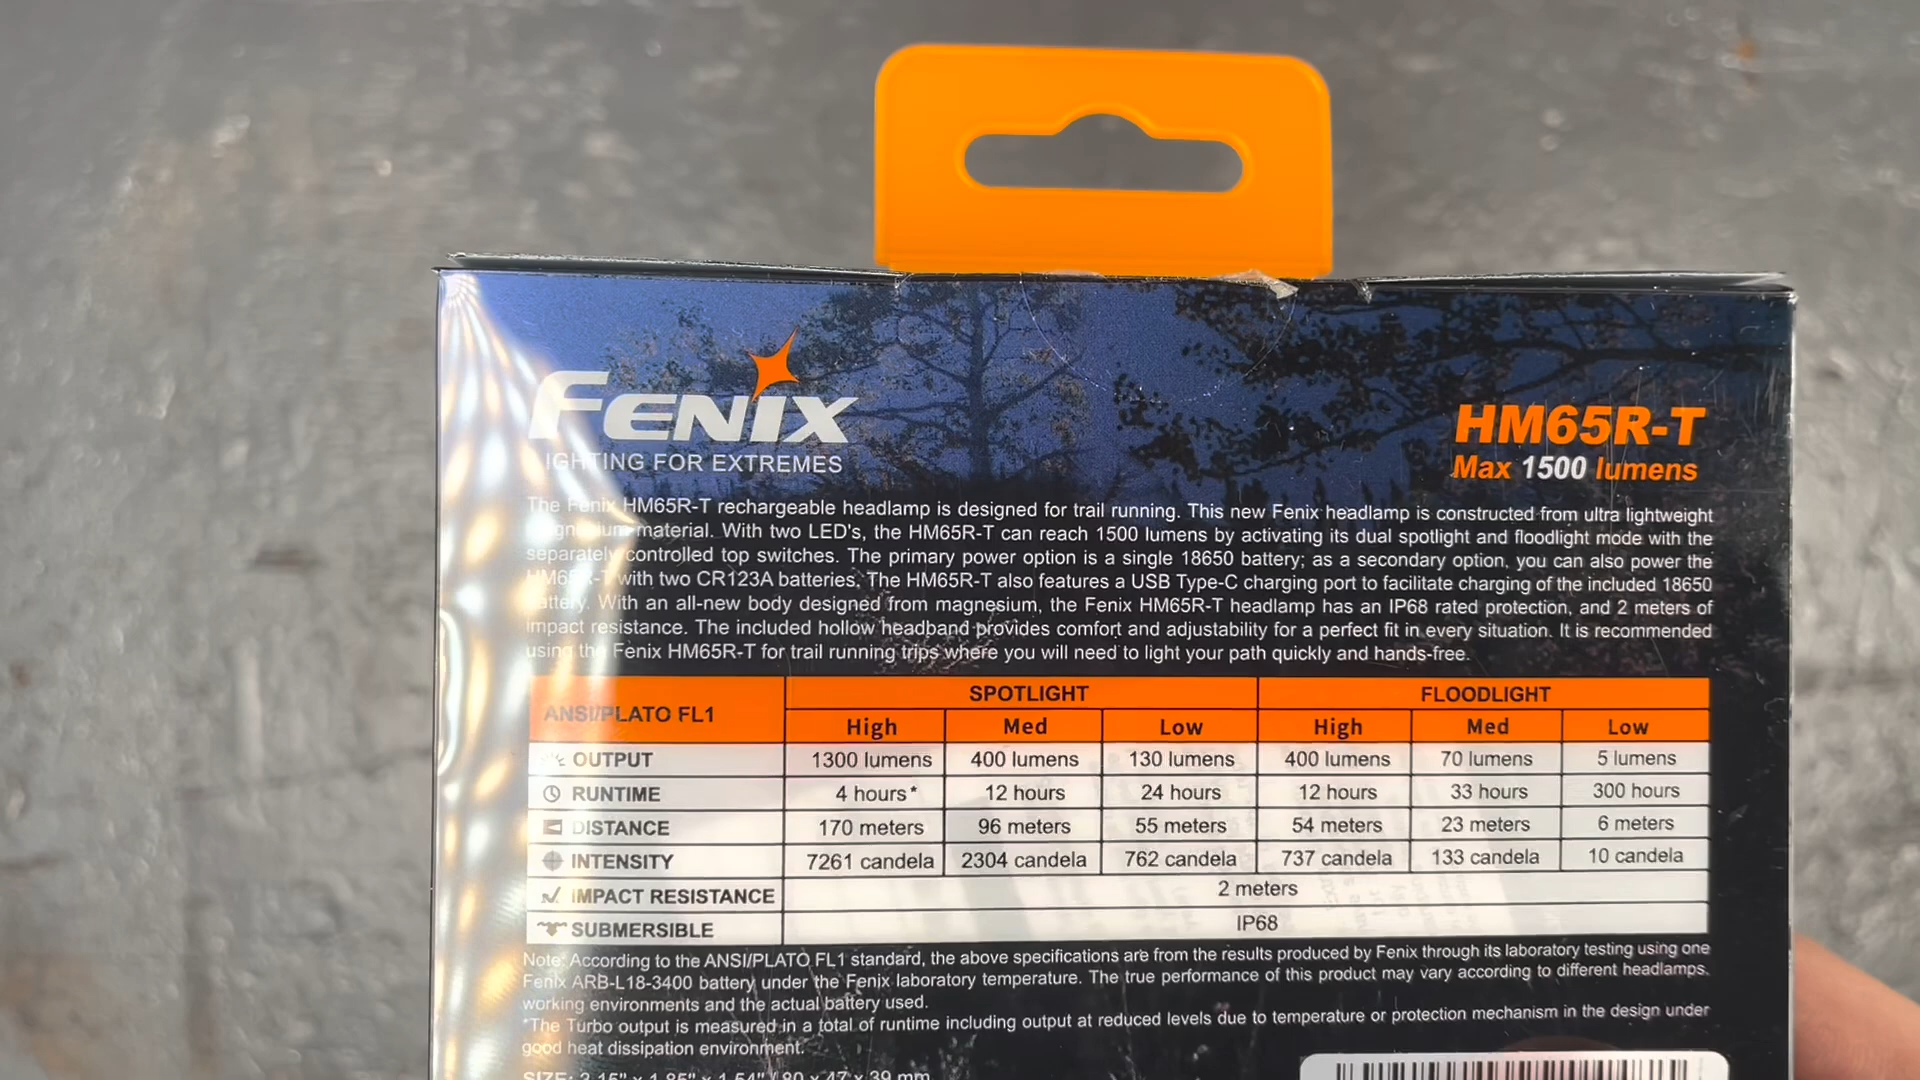 FENIX
LIGHTING FOR EXTREMES
HM65R-T
Max 1500 lumens
The Fenix HM65R-T rechargeable headlamp is designed for trail running. This new Fenix headlamp is constructed from ultra lightweight
magnesium material. With two LED's, the HM65R-T can reach 1500 lumens by activating its dual spotlight and floodlight mode with the
separately controlled top switches. The primary power option is a single 18650 battery; as a secondary option, you can also power the
HM65R-T with two CR123A batteries. The HM65R-T also features a USB Type-C charging port to facilitate charging of the included 18650
battery. With an all-new body designed from magnesium, the Fenix HM65R-T headlamp has an IP68 rated protection, and 2 meters of
impact resistance. The included hollow headband provides comfort and adjustability for a perfect fit in every situation. It is recommended
using the Fenix HM65R-T for trail running trips where you will need to light your path quickly and hands-free.
ANSI/PLATO FL1 SPOTLIGHT FLOODLIGHT
High Med Low High Med Low
OUTPUT 1300 lumens 400 lumens 130 lumens 400 lumens 70 lumens 5 lumens
RUNTIME 4 hours* 12 hours 24 hours 12 hours 33 hours 300 hours
DISTANCE 170 meters 96 meters 55 meters 54 meters 23 meters 6 meters
INTENSITY 7261 candela 2304 candela 762 candela 737 candela 133 candela 10 candela
IMPACT RESISTANCE 2 meters
SUBMERSIBLE IP68
Note: According to the ANSI/PLATO FL1 standard, the above specifications are from the results produced by Fenix through its laboratory testing using one
Fenix ARB-L18-3400 battery under the Fenix laboratory temperature. The true performance of this product may vary according to different headlamps.
working environments and the actual battery used.
*The Turbo output is measured in a total of runtime including output at reduced levels due to temperature or protection mechanism in the design under
good heat dissipation environment.
SIZE: 3.15" x 1.85" x 1.54" / 80 x 47 x 39 mm